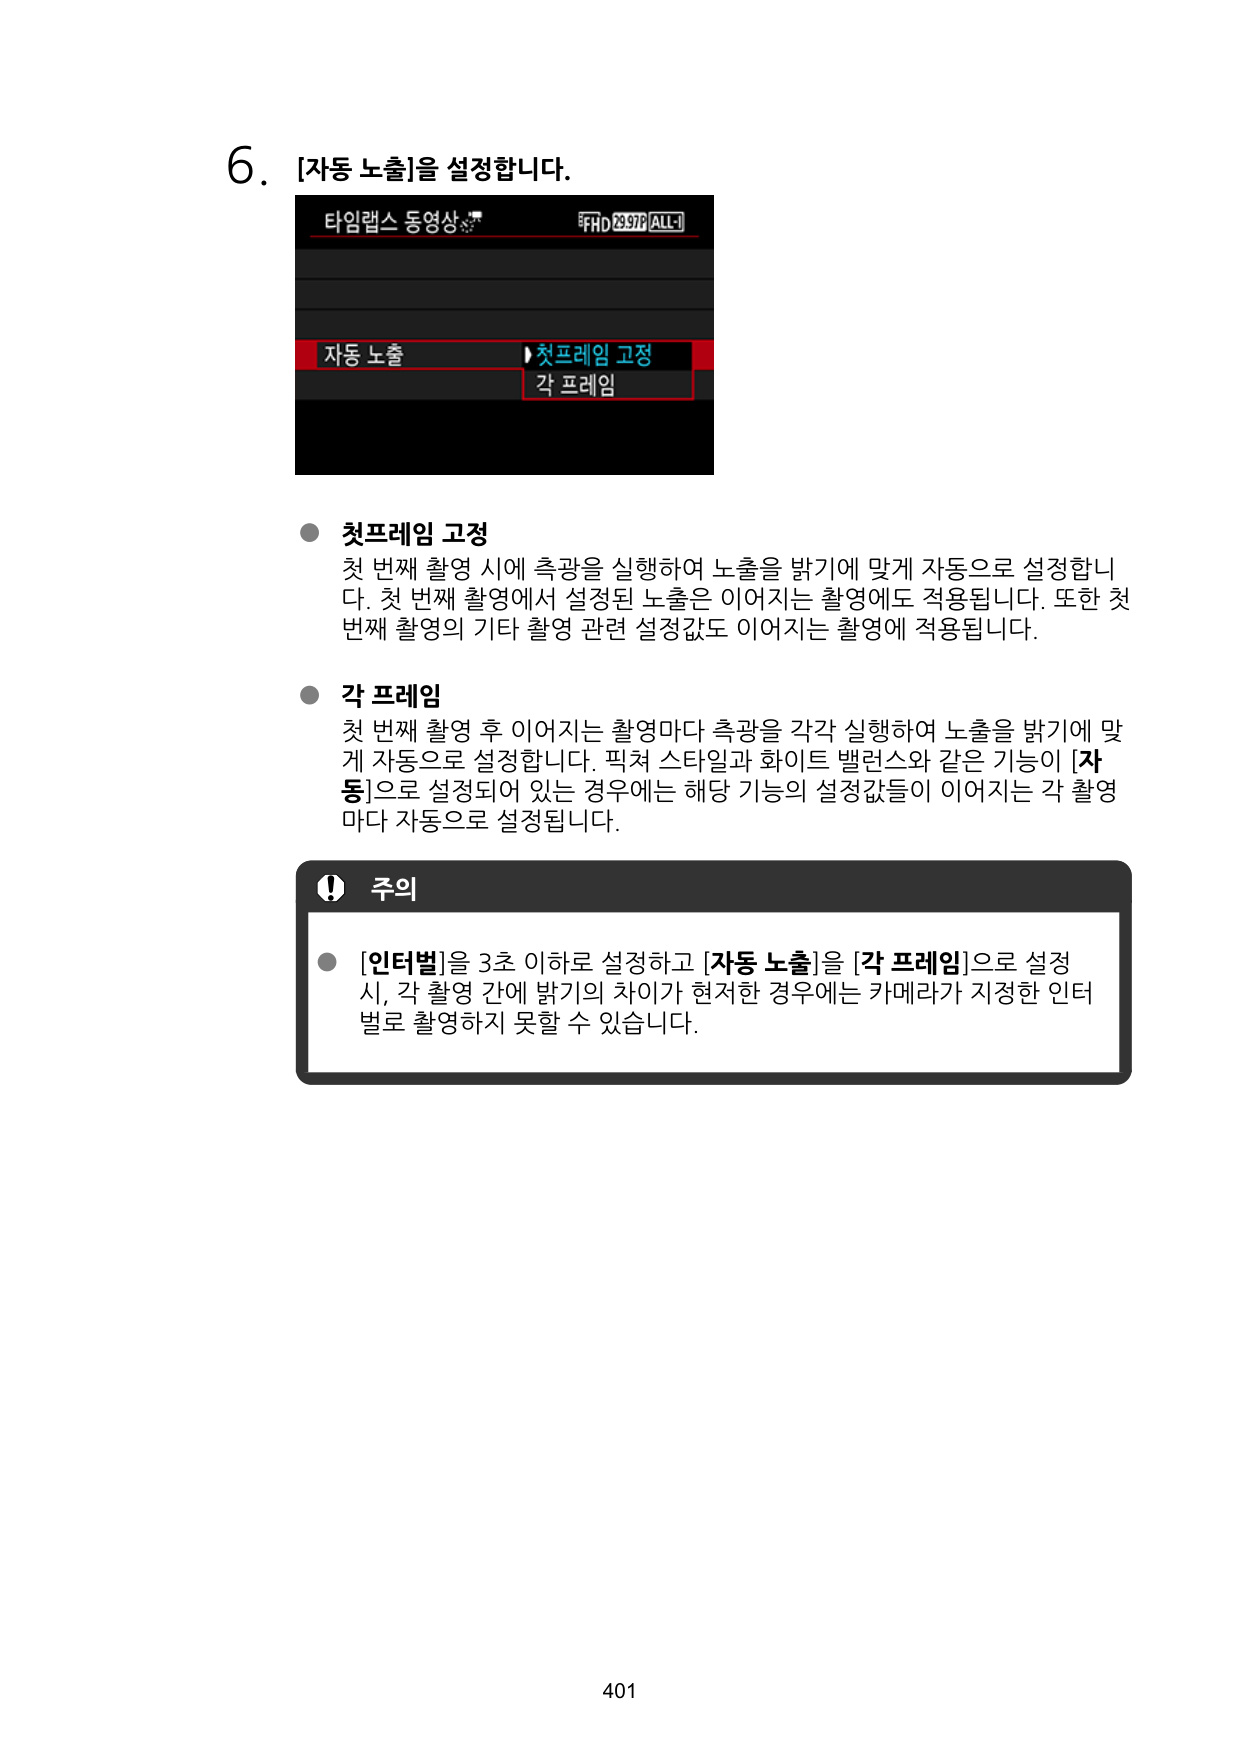 6. [자동 노출]을 설정합니다.
타임랩스 동영상 FHD 29.97P ALL-I
자동 노출 첫프레임 고정
각 프레임
● 첫프레임 고정
첫 번째 촬영 시에 측광을 실행하여 노출을 밝기에 맞게 자동으로 설정합니
다. 첫 번째 촬영에서 설정된 노출은 이어지는 촬영에도 적용됩니다. 또한 첫
번째 촬영의 기타 촬영 관련 설정값도 이어지는 촬영에 적용됩니다.
● 각 프레임
첫 번째 촬영 후 이어지는 촬영마다 측광을 각각 실행하여 노출을 밝기에 맞
게 자동으로 설정합니다. 픽쳐 스타일과 화이트 밸런스와 같은 기능이 [자
동]으로 설정되어 있는 경우에는 해당 기능의 설정값들이 이어지는 각 촬영
마다 자동으로 설정됩니다.
주의
● [인터벌]을 3초 이하로 설정하고 [자동 노출]을 [각 프레임]으로 설정
시, 각 촬영 간에 밝기의 차이가 현저한 경우에는 카메라가 지정한 인터
벌로 촬영하지 못할 수 있습니다.
401